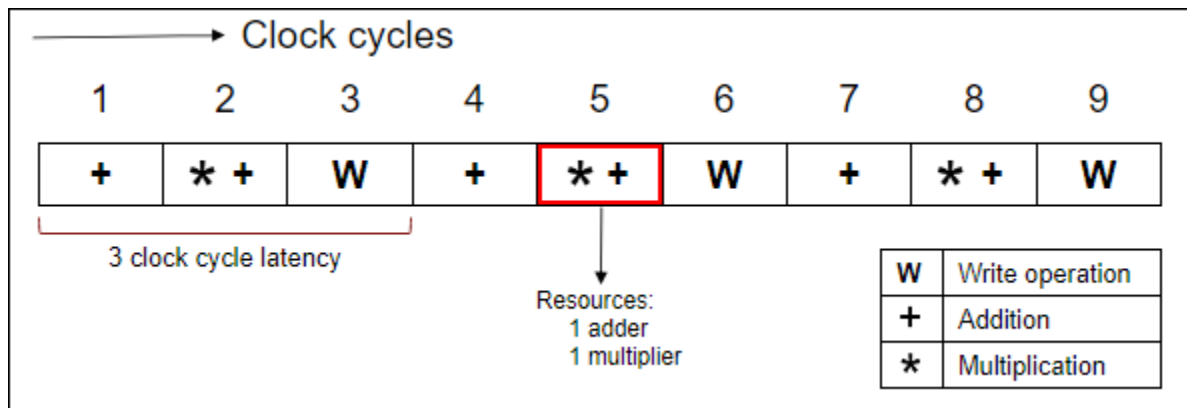 Clock cycles
1 2 3 4 5 6 7 8 9
+ * + W + * + W + * + W
3 clock cycle latency
Resources:
1 adder
1 multiplier
W Write operation
+ Addition
* Multiplication